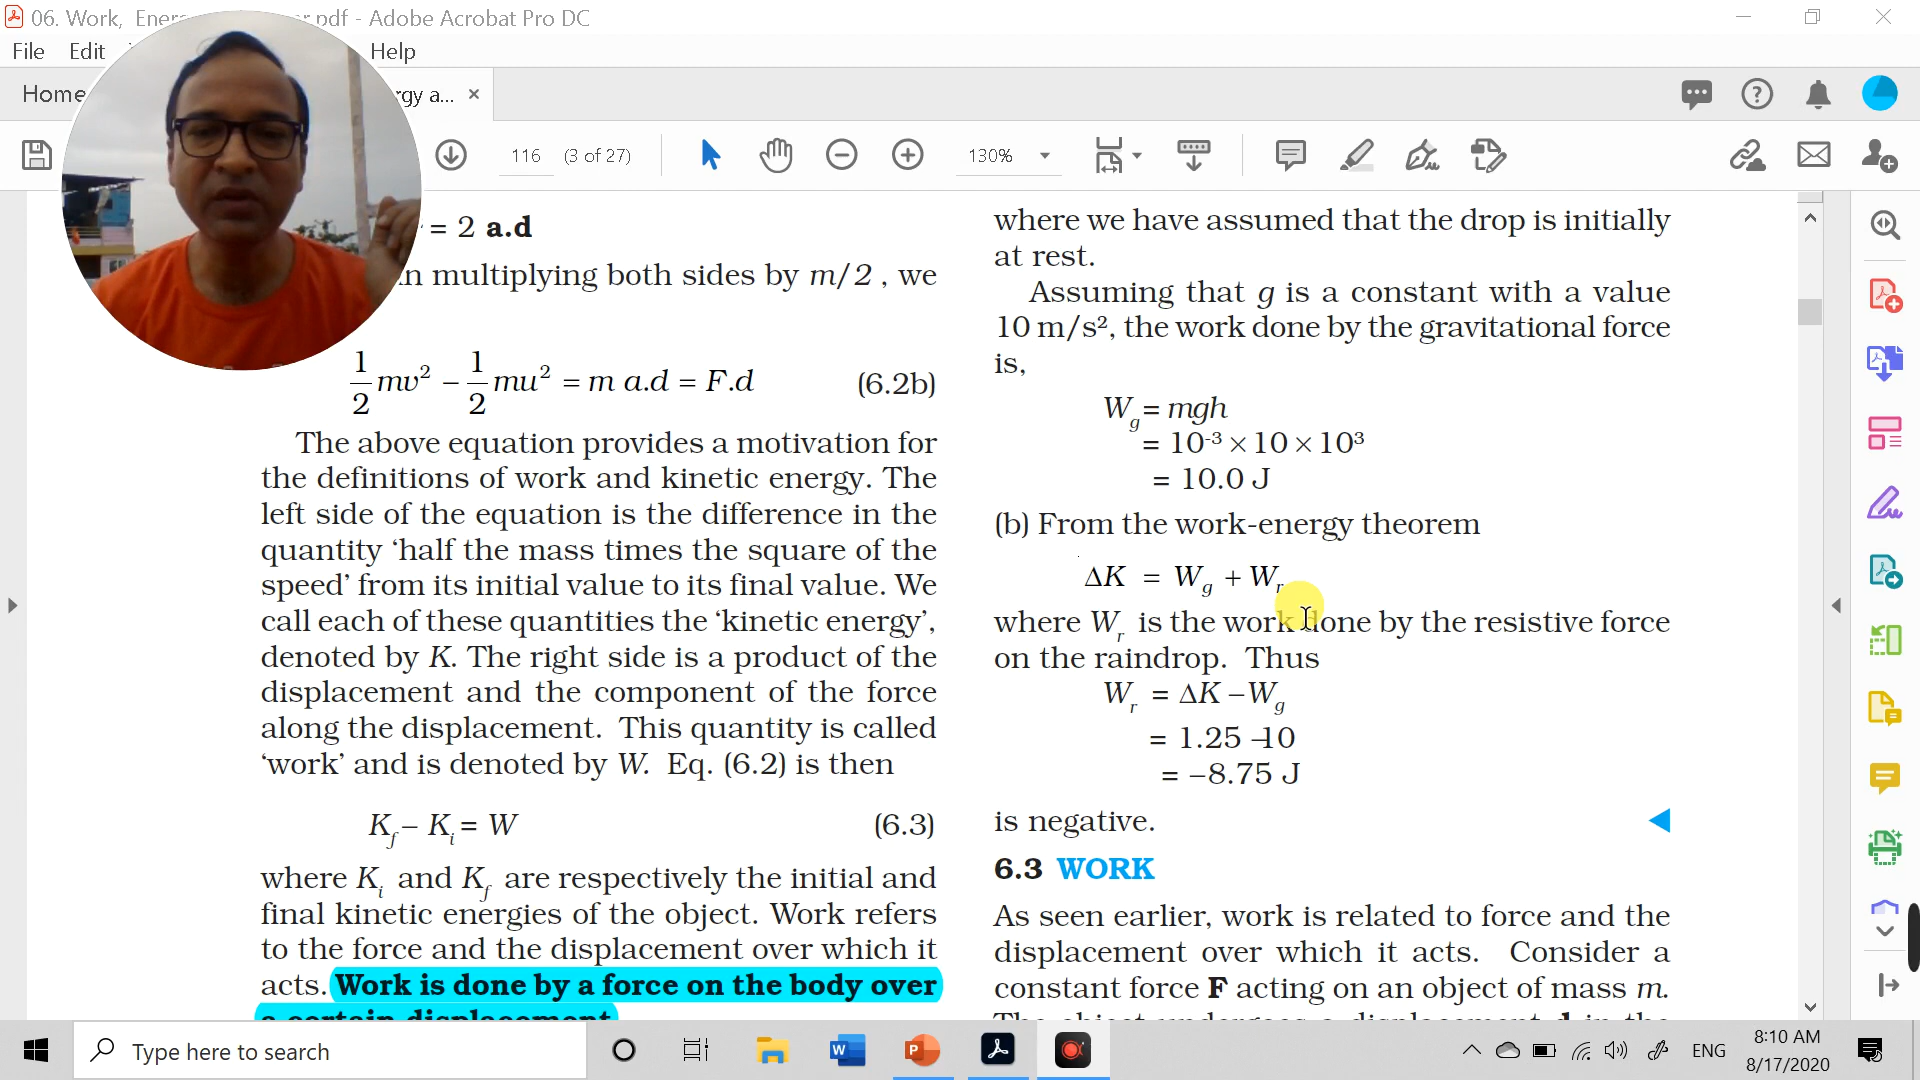 06. Work, Ener pdf - Adobe Acrobat Pro DC
File Edit Help
Home
rgy a... ×
116 (3 of 27) 130%
= 2 a.d
n multiplying both sides by m/2 , we
1/2 mv² − 1/2 mu² = m a.d = F.d (6.2b)
The above equation provides a motivation for
the definitions of work and kinetic energy. The
left side of the equation is the difference in the
quantity ‘half the mass times the square of the
speed’ from its initial value to its final value. We
call each of these quantities the ‘kinetic energy’,
denoted by K. The right side is a product of the
displacement and the component of the force
along the displacement. This quantity is called
‘work’ and is denoted by W. Eq. (6.2) is then
K_f – K_i = W (6.3)
where K_i and K_f are respectively the initial and
final kinetic energies of the object. Work refers
to the force and the displacement over which it
acts. Work is done by a force on the body over
a certain displacement.
where we have assumed that the drop is initially
at rest.
Assuming that g is a constant with a value
10 m/s², the work done by the gravitational force
is,
W_g = mgh
= 10⁻³ × 10 × 10³
= 10.0 J
(b) From the work-energy theorem
ΔK = W_g + W_r
where W_r is the work done by the resistive force
on the raindrop. Thus
W_r = ΔK − W_g
= 1.25 −10
= −8.75 J
is negative.
6.3 WORK
As seen earlier, work is related to force and the
displacement over which it acts. Consider a
constant force F acting on an object of mass m.
The object undergoes a displacement d in the
Type here to search
ENG
8:10 AM
8/17/2020